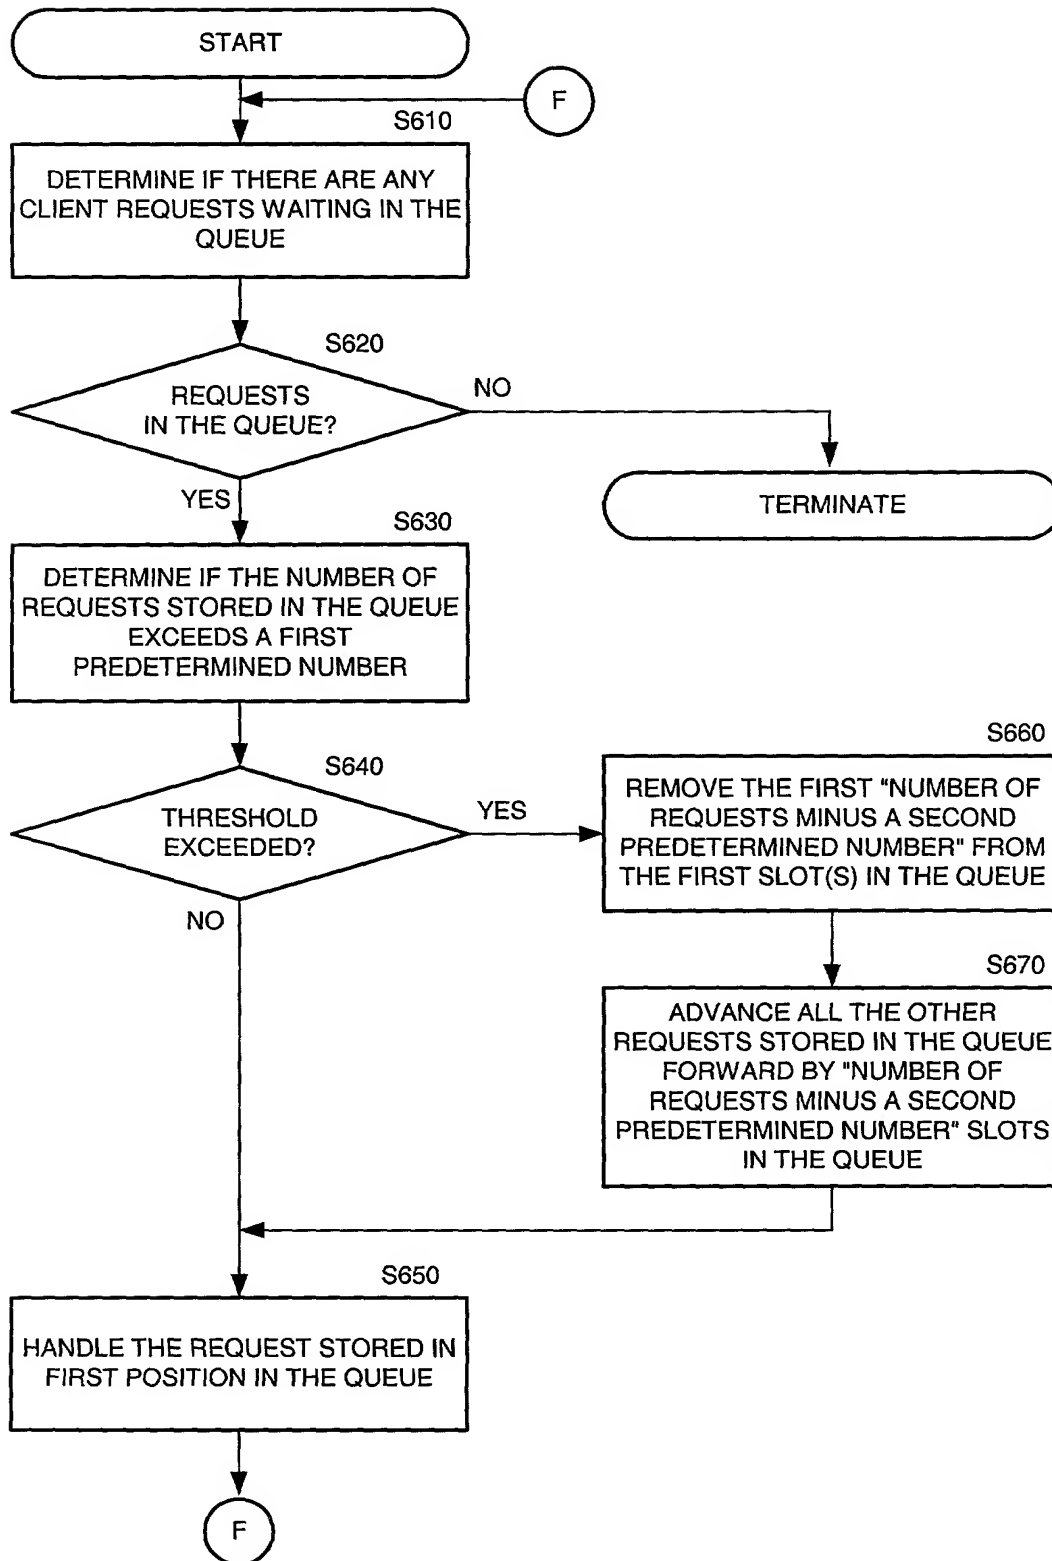 START
F
S610
DETERMINE IF THERE ARE ANY
CLIENT REQUESTS WAITING IN THE
QUEUE
S620
REQUESTS
IN THE QUEUE?
NO
YES
TERMINATE
S630
DETERMINE IF THE NUMBER OF
REQUESTS STORED IN THE QUEUE
EXCEEDS A FIRST
PREDETERMINED NUMBER
S640
THRESHOLD
EXCEEDED?
YES
NO
S660
REMOVE THE FIRST "NUMBER OF
REQUESTS MINUS A SECOND
PREDETERMINED NUMBER" FROM
THE FIRST SLOT(S) IN THE QUEUE
S670
ADVANCE ALL THE OTHER
REQUESTS STORED IN THE QUEUE
FORWARD BY "NUMBER OF
REQUESTS MINUS A SECOND
PREDETERMINED NUMBER" SLOTS
IN THE QUEUE
S650
HANDLE THE REQUEST STORED IN
FIRST POSITION IN THE QUEUE
F